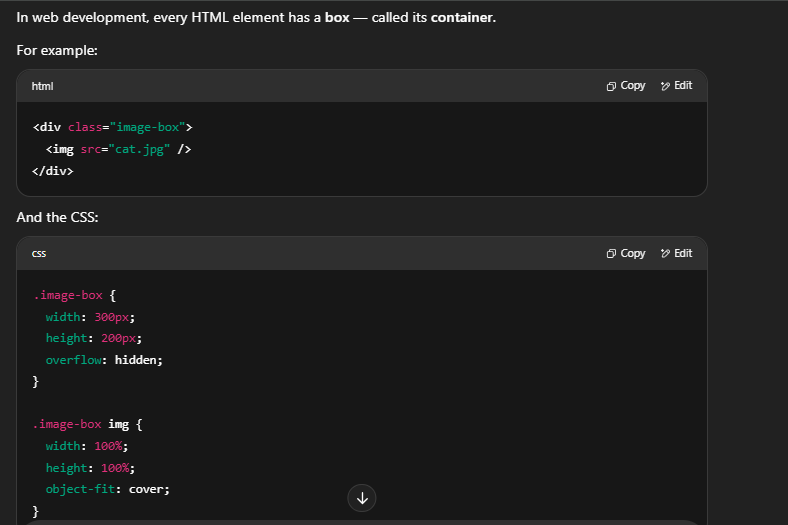 In web development, every HTML element has a box — called its container.
For example:
html Copy Edit
<div class="image-box">
  <img src="cat.jpg" />
</div>
And the CSS:
css Copy Edit
.image-box {
  width: 300px;
  height: 200px;
  overflow: hidden;
}
.image-box img {
  width: 100%;
  height: 100%;
  object-fit: cover;
}